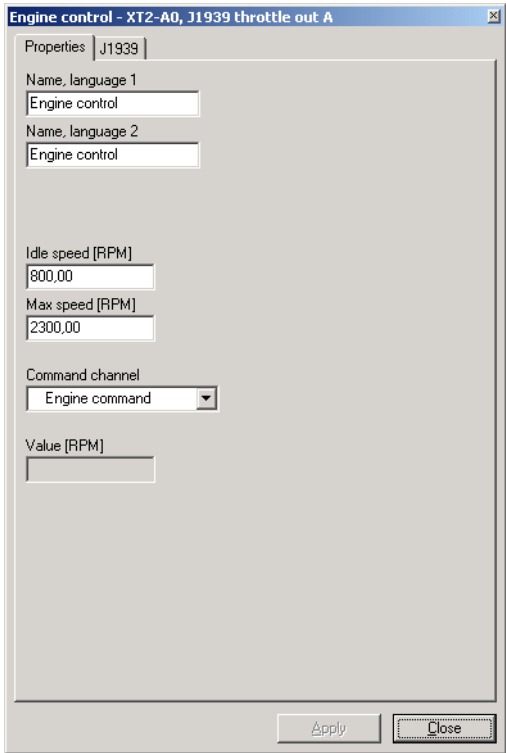 Engine control - XT2-A0, J1939 throttle out A
Properties
J1939
Name, language 1
Engine control
Name, language 2
Engine control
Idle speed [RPM]
800,00
Max speed [RPM]
2300,00
Command channel
Engine command
Value [RPM]
Apply
Close